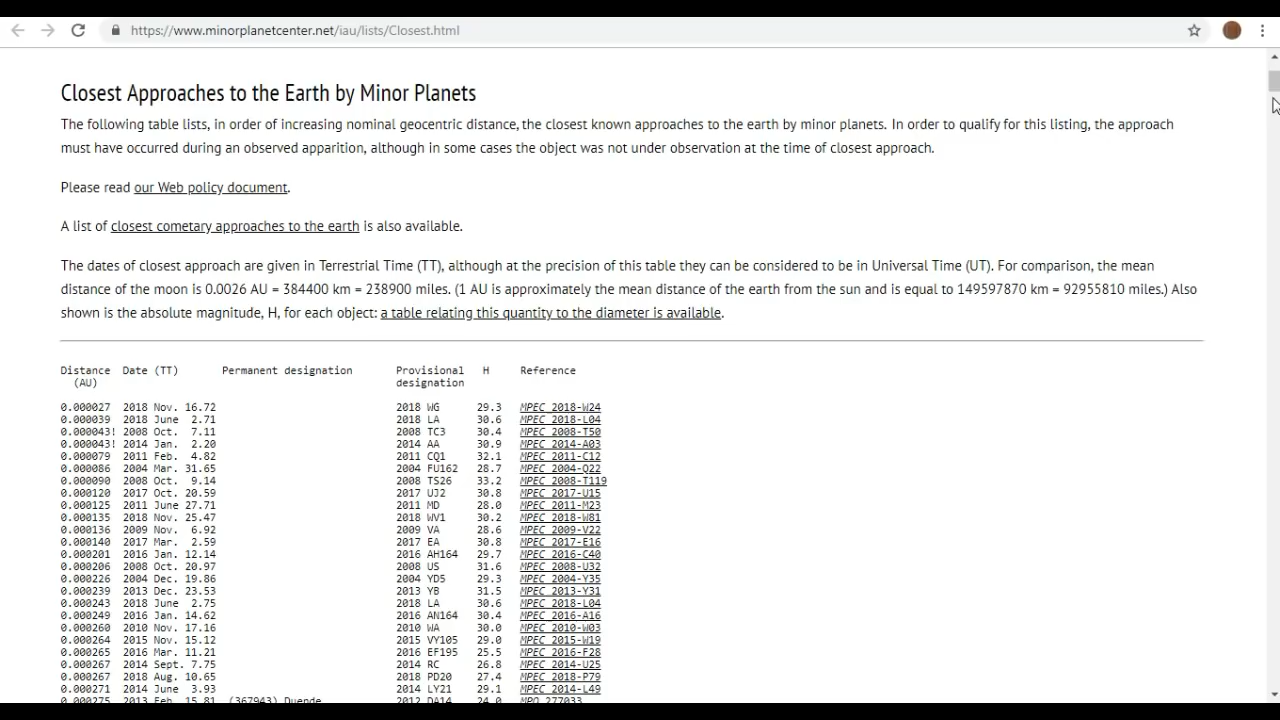 https://www.minorplanetcenter.net/iau/lists/Closest.html
Closest Approaches to the Earth by Minor Planets
The following table lists, in order of increasing nominal geocentric distance, the closest known approaches to the earth by minor planets. In order to qualify for this listing, the approach
must have occurred during an observed apparition, although in some cases the object was not under observation at the time of closest approach.
Please read our Web policy document.
A list of closest cometary approaches to the earth is also available.
The dates of closest approach are given in Terrestrial Time (TT), although at the precision of this table they can be considered to be in Universal Time (UT). For comparison, the mean
distance of the moon is 0.0026 AU = 384400 km = 238900 miles. (1 AU is approximately the mean distance of the earth from the sun and is equal to 149597870 km = 92955810 miles.) Also
shown is the absolute magnitude, H, for each object: a table relating this quantity to the diameter is available.
Distance Date (TT) Permanent designation Provisional H Reference
(AU) designation
0.000027 2018 Nov. 16.72 2018 WG 29.3 MPEC 2018-W24
0.000039 2018 June 2.71 2018 LA 30.6 MPEC 2018-L04
0.000043! 2008 Oct. 7.11 2008 TC3 30.4 MPEC 2008-T50
0.000043! 2014 Jan. 2.20 2014 AA 30.9 MPEC 2014-A03
0.000079 2011 Feb. 4.82 2011 CQ1 32.1 MPEC 2011-C12
0.000086 2004 Mar. 31.65 2004 FU162 28.7 MPEC 2004-Q22
0.000090 2008 Oct. 9.14 2008 TS26 33.2 MPEC 2008-T119
0.000120 2017 Oct. 20.59 2017 UJ2 30.8 MPEC 2017-U15
0.000125 2011 June 27.71 2011 MD 28.0 MPEC 2011-M23
0.000135 2018 Nov. 25.47 2018 WV1 30.2 MPEC 2018-W81
0.000136 2009 Nov. 6.92 2009 VA 28.6 MPEC 2009-V22
0.000140 2017 Mar. 2.59 2017 EA 30.8 MPEC 2017-E16
0.000201 2016 Jan. 12.14 2016 AH164 29.7 MPEC 2016-C40
0.000206 2008 Oct. 20.97 2008 US 31.6 MPEC 2008-U32
0.000226 2004 Dec. 19.86 2004 YD5 29.3 MPEC 2004-Y35
0.000239 2013 Dec. 23.53 2013 YB 31.5 MPEC 2013-Y31
0.000243 2018 June 2.75 2018 LA 30.6 MPEC 2018-L04
0.000249 2016 Jan. 14.62 2016 AN164 30.4 MPEC 2016-A16
0.000260 2010 Nov. 17.16 2010 WA 30.0 MPEC 2010-W03
0.000264 2015 Nov. 15.12 2015 VY105 29.0 MPEC 2015-W19
0.000265 2016 Mar. 11.21 2016 EF195 25.5 MPEC 2016-F28
0.000267 2014 Sept. 7.75 2014 RC 26.8 MPEC 2014-U25
0.000267 2018 Aug. 10.65 2018 PD20 27.4 MPEC 2018-P79
0.000271 2014 June 3.93 2014 LY21 29.1 MPEC 2014-L49
0.000275 2013 Feb. 15.81 (367943) Duende 2012 DA14 24.0 MPO 277033